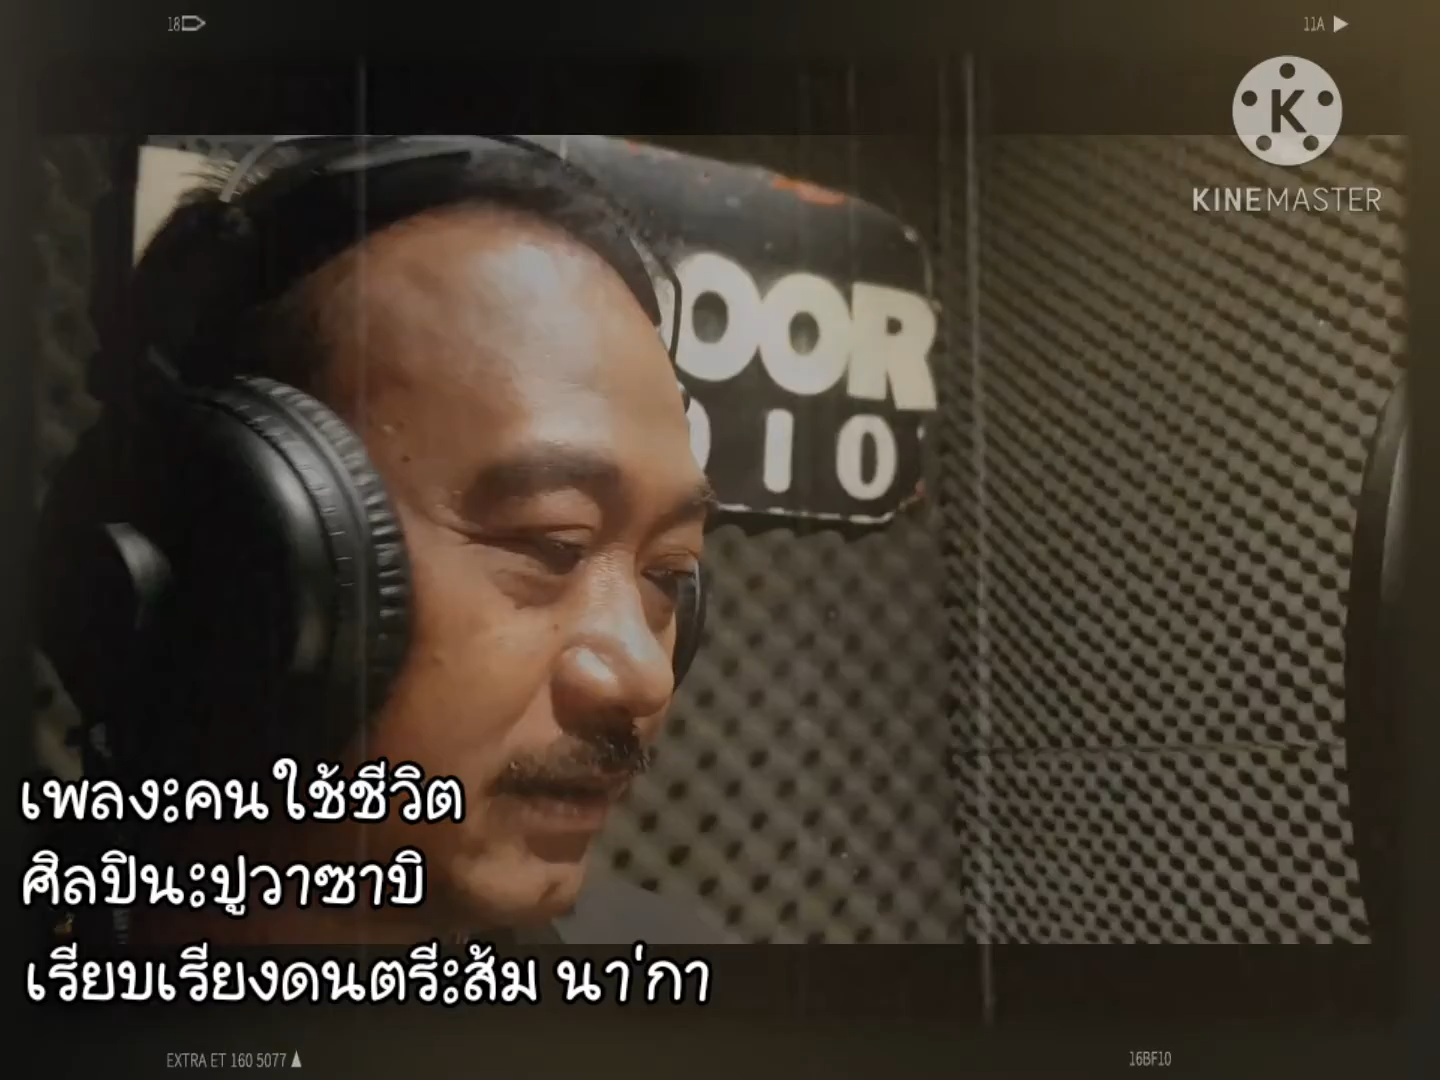 18
11A
K
KINEMASTER
OOR
10
เพลง:คนใช้ชีวิต
ศิลปิน:ปูวาซาบิ
เรียบเรียงดนตรี:ส้ม นา่กา
EXTRA ET 160 5077
16BF10